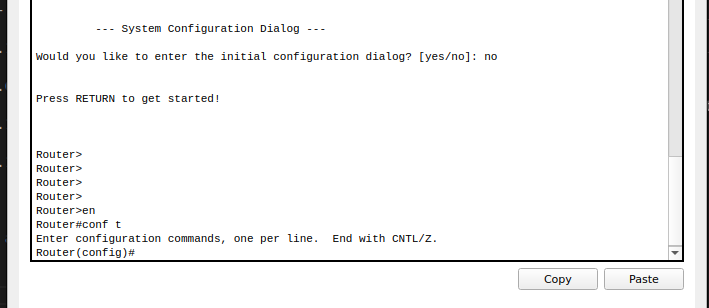 --- System Configuration Dialog ---
Would you like to enter the initial configuration dialog? [yes/no]: no
Press RETURN to get started!
Router>
Router>
Router>
Router>
Router>en
Router#conf t
Enter configuration commands, one per line.  End with CNTL/Z.
Router(config)#
Copy
Paste